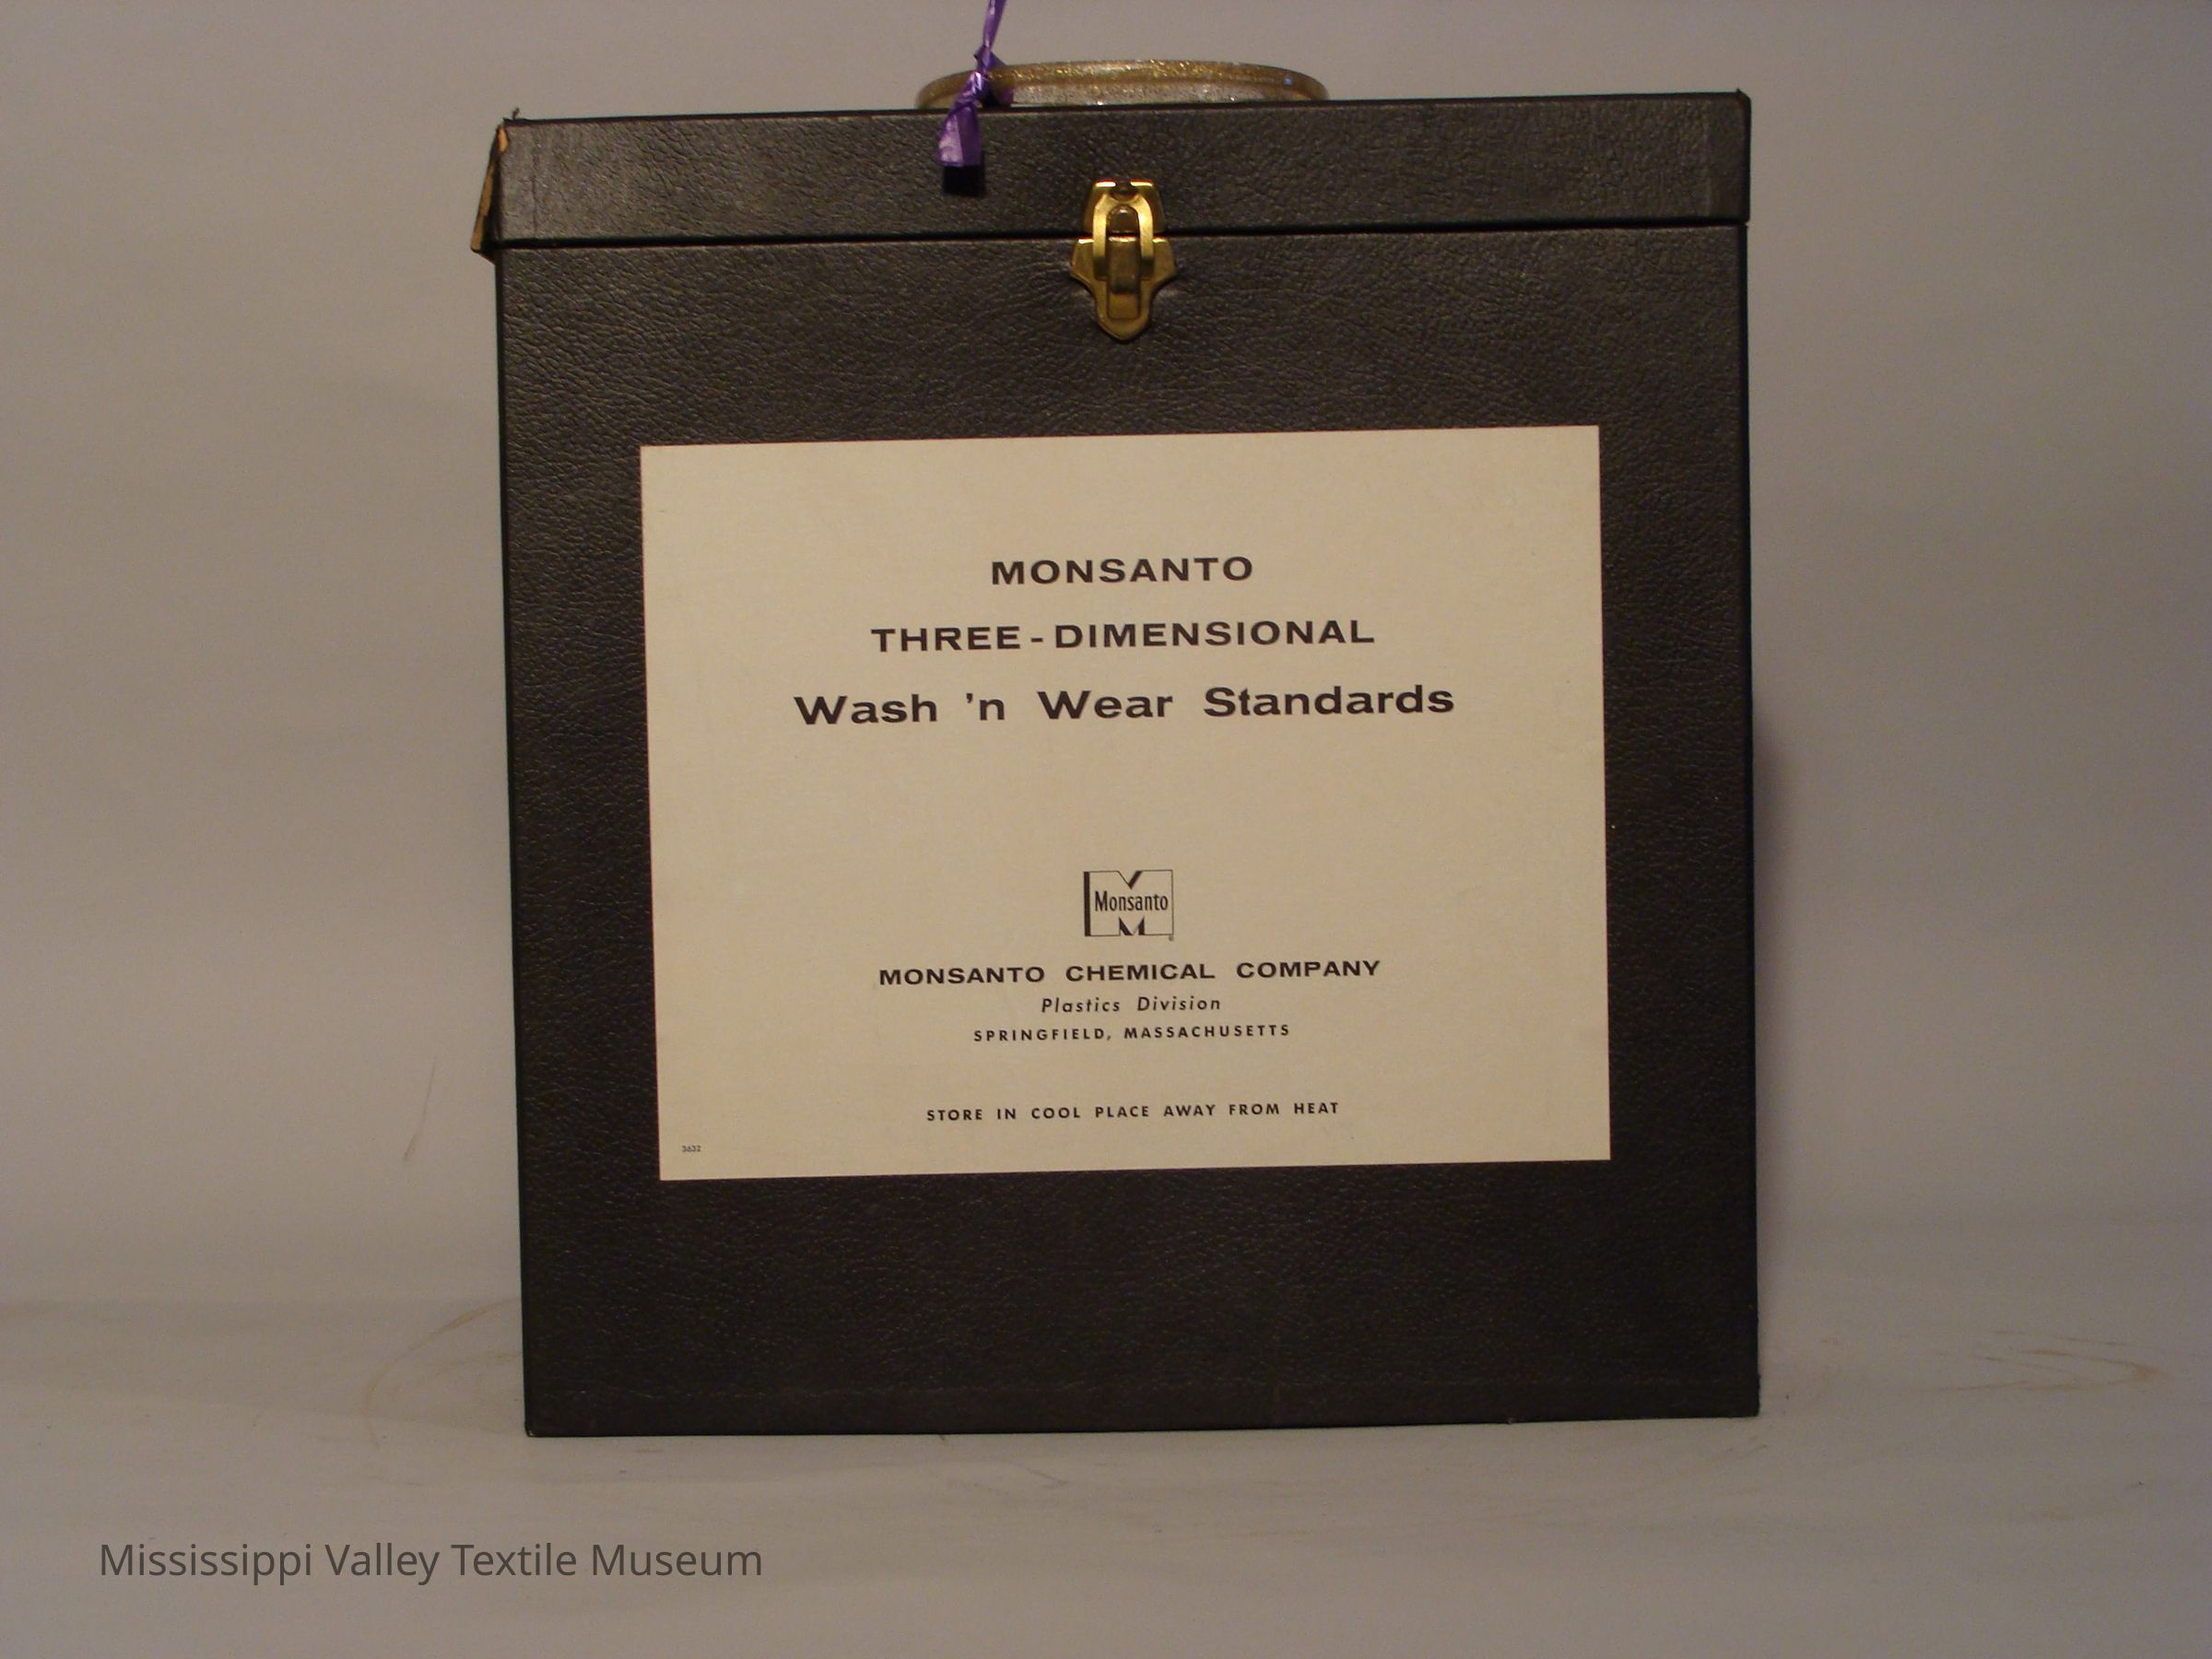 MONSANTO
THREE-DIMENSIONAL
Wash 'n Wear Standards
Monsanto
MONSANTO CHEMICAL COMPANY
Plastics Division
SPRINGFIELD, MASSACHUSETTS
STORE IN COOL PLACE AWAY FROM HEAT
3632
Mississippi Valley Textile Museum